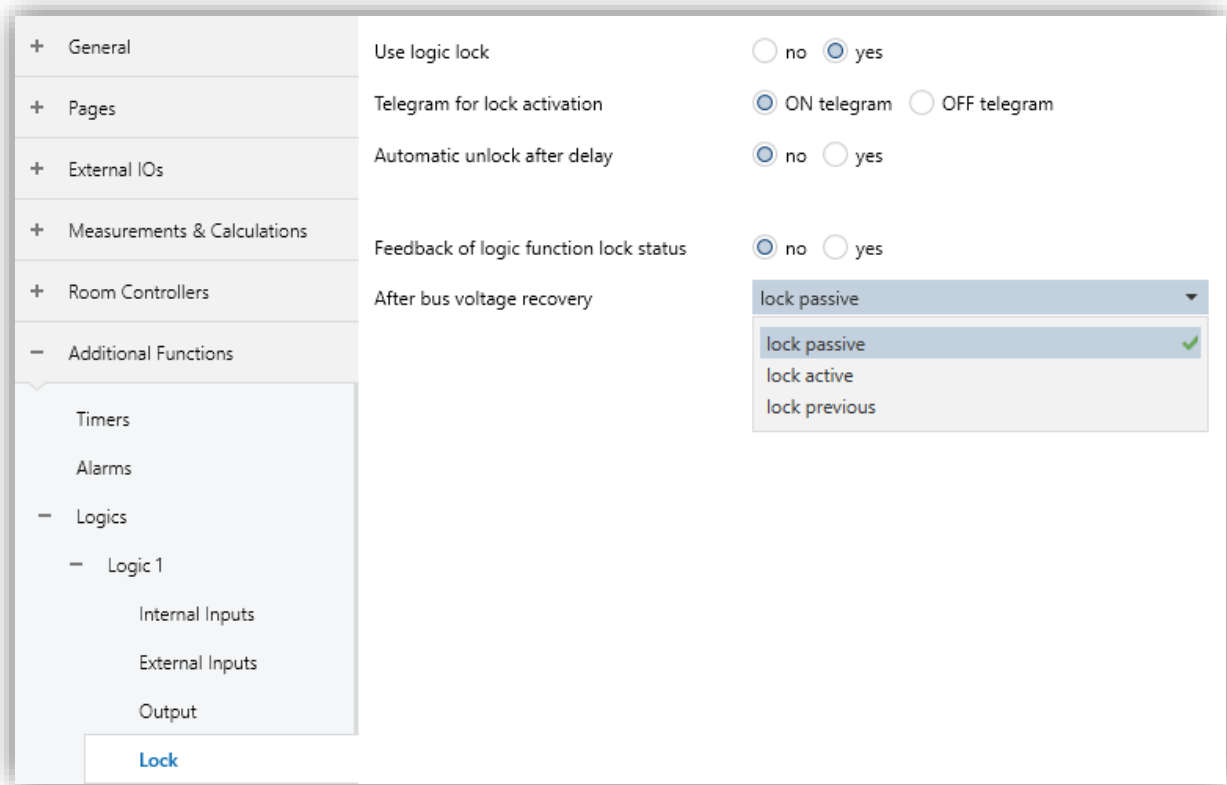 + General
+ Pages
+ External IOs
+ Measurements & Calculations
+ Room Controllers
− Additional Functions
Timers
Alarms
− Logics
− Logic 1
Internal Inputs
External Inputs
Output
Lock
Use logic lock no yes
Telegram for lock activation ON telegram OFF telegram
Automatic unlock after delay no yes
Feedback of logic function lock status no yes
After bus voltage recovery lock passive
lock passive
lock active
lock previous